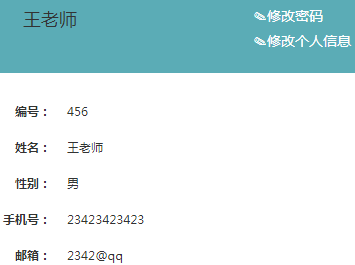 王老师
✎修改密码
✎修改个人信息
编号： 456
姓名： 王老师
性别： 男
手机号： 23423423423
邮箱： 2342@qq